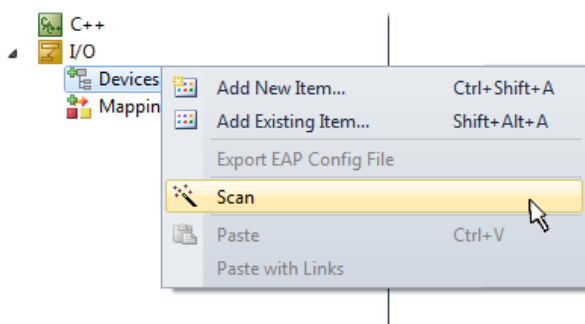 C++
I/O
Devices
Mappin
Add New Item... Ctrl+Shift+A
Add Existing Item... Shift+Alt+A
Export EAP Config File
Scan
Paste Ctrl+V
Paste with Links